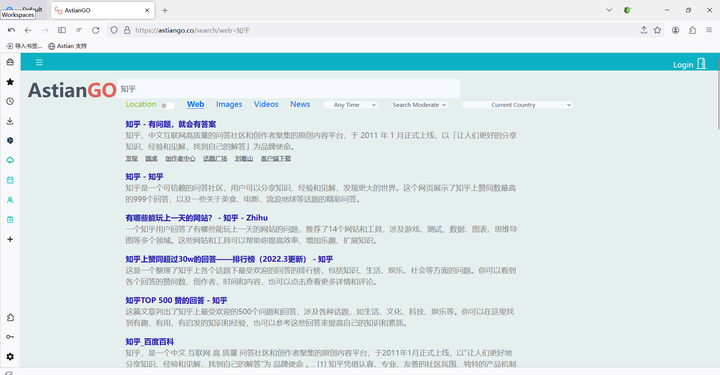 Default
AstianGO
Workspaces
https://astiango.co/search/web=知乎
导入书签...
Astian 支持
Login
AstianGO
知乎
Location
Web
Images
Videos
News
Any Time
Search Moderate
Current Country
知乎 - 有问题，就会有答案
知乎，中文互联网高质量的问答社区和创作者聚集的原创内容平台，于 2011 年 1 月正式上线，以「让人们更好的分享
知识、经验和见解，找到自己的解答」为品牌使命。
发现 圆桌 创作者中心 话题广场 刘看山 客户端下载
知乎 - 知乎
知乎是一个可信赖的问答社区，用户可以分享知识、经验和见解，发现更大的世界。这个网页展示了知乎上赞同数最高
的999个回答，以及一些关于美食、电影、流浪地球等话题的精彩问答。
有哪些能玩上一天的网站？ - 知乎 - Zhihu
一个知乎用户回答了有哪些能玩上一天的网站的问题，推荐了14个网站和工具，涉及游戏、测试、数据、图表、思维导
图等多个领域。这些网站和工具可以帮助你提高效率、增加乐趣、扩展知识。
知乎上赞同超过30w的回答——排行榜（2022.3更新） - 知乎
这是一个整理了知乎上各个话题下最受欢迎的回答的排行榜，包括知识、生活、娱乐、社会等方面的问题。你可以看到
各个回答的赞同数、创作者、时间和内容，也可以点击查看更多详情和评论。
知乎TOP 500 赞的回答 - 知乎
这篇文章列出了知乎上最受欢迎的500个问题和回答，涉及各种话题，如生活、文化、科技、娱乐等。你可以在这里找
到有趣、有用、有启发的知识和经验，也可以参考这些回答来提高自己的知识和素质。
知乎_百度百科
知乎，是一个中文 互联网 高 质量 问答社区和创作者聚集的原创内容平台，于2011年1月正式上线，以“让人们更好地
分享知识、经验和见解，找到自己的解答”为 品牌使命 。 . [1] 知乎凭借认真、专业、友善的社区氛围、独特的产品机制